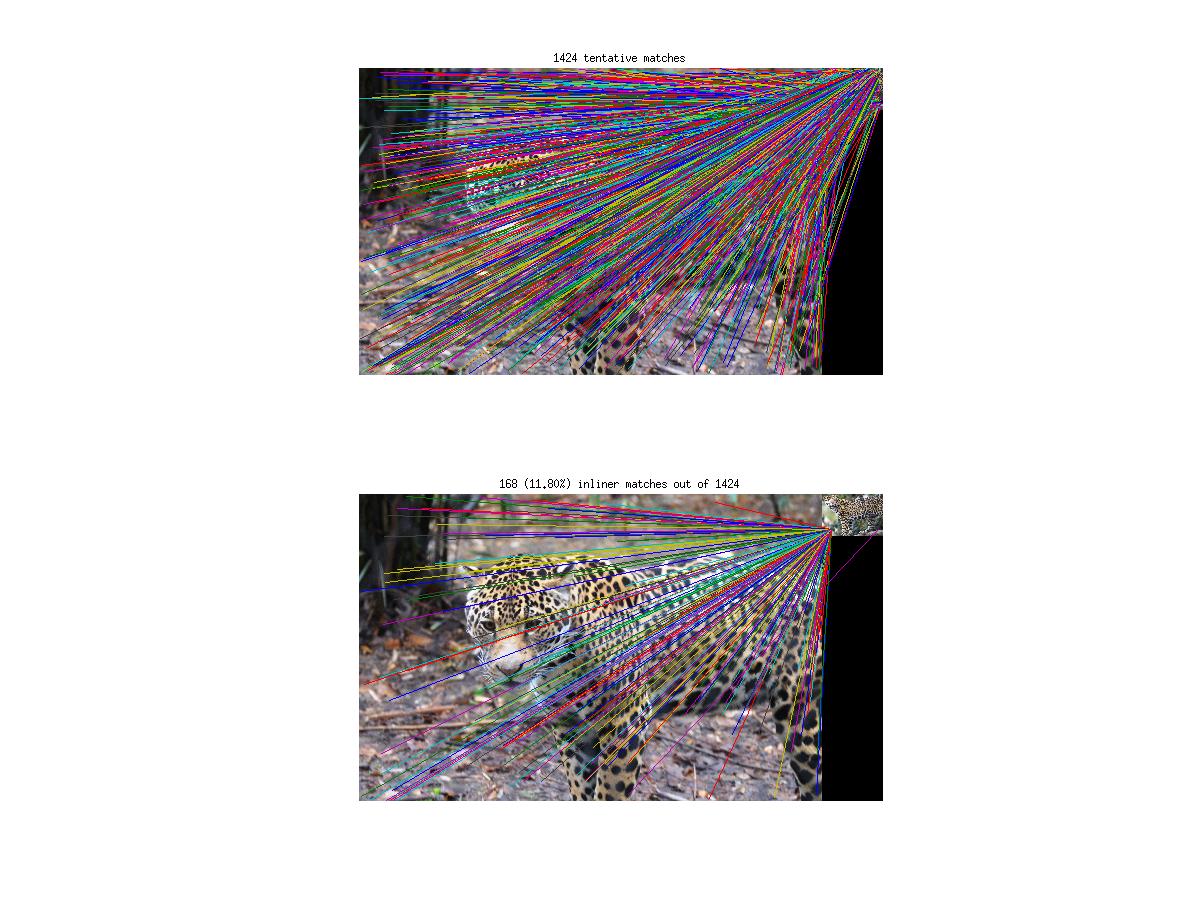 1424 tentative matches
168 (11.80%) inliner matches out of 1424